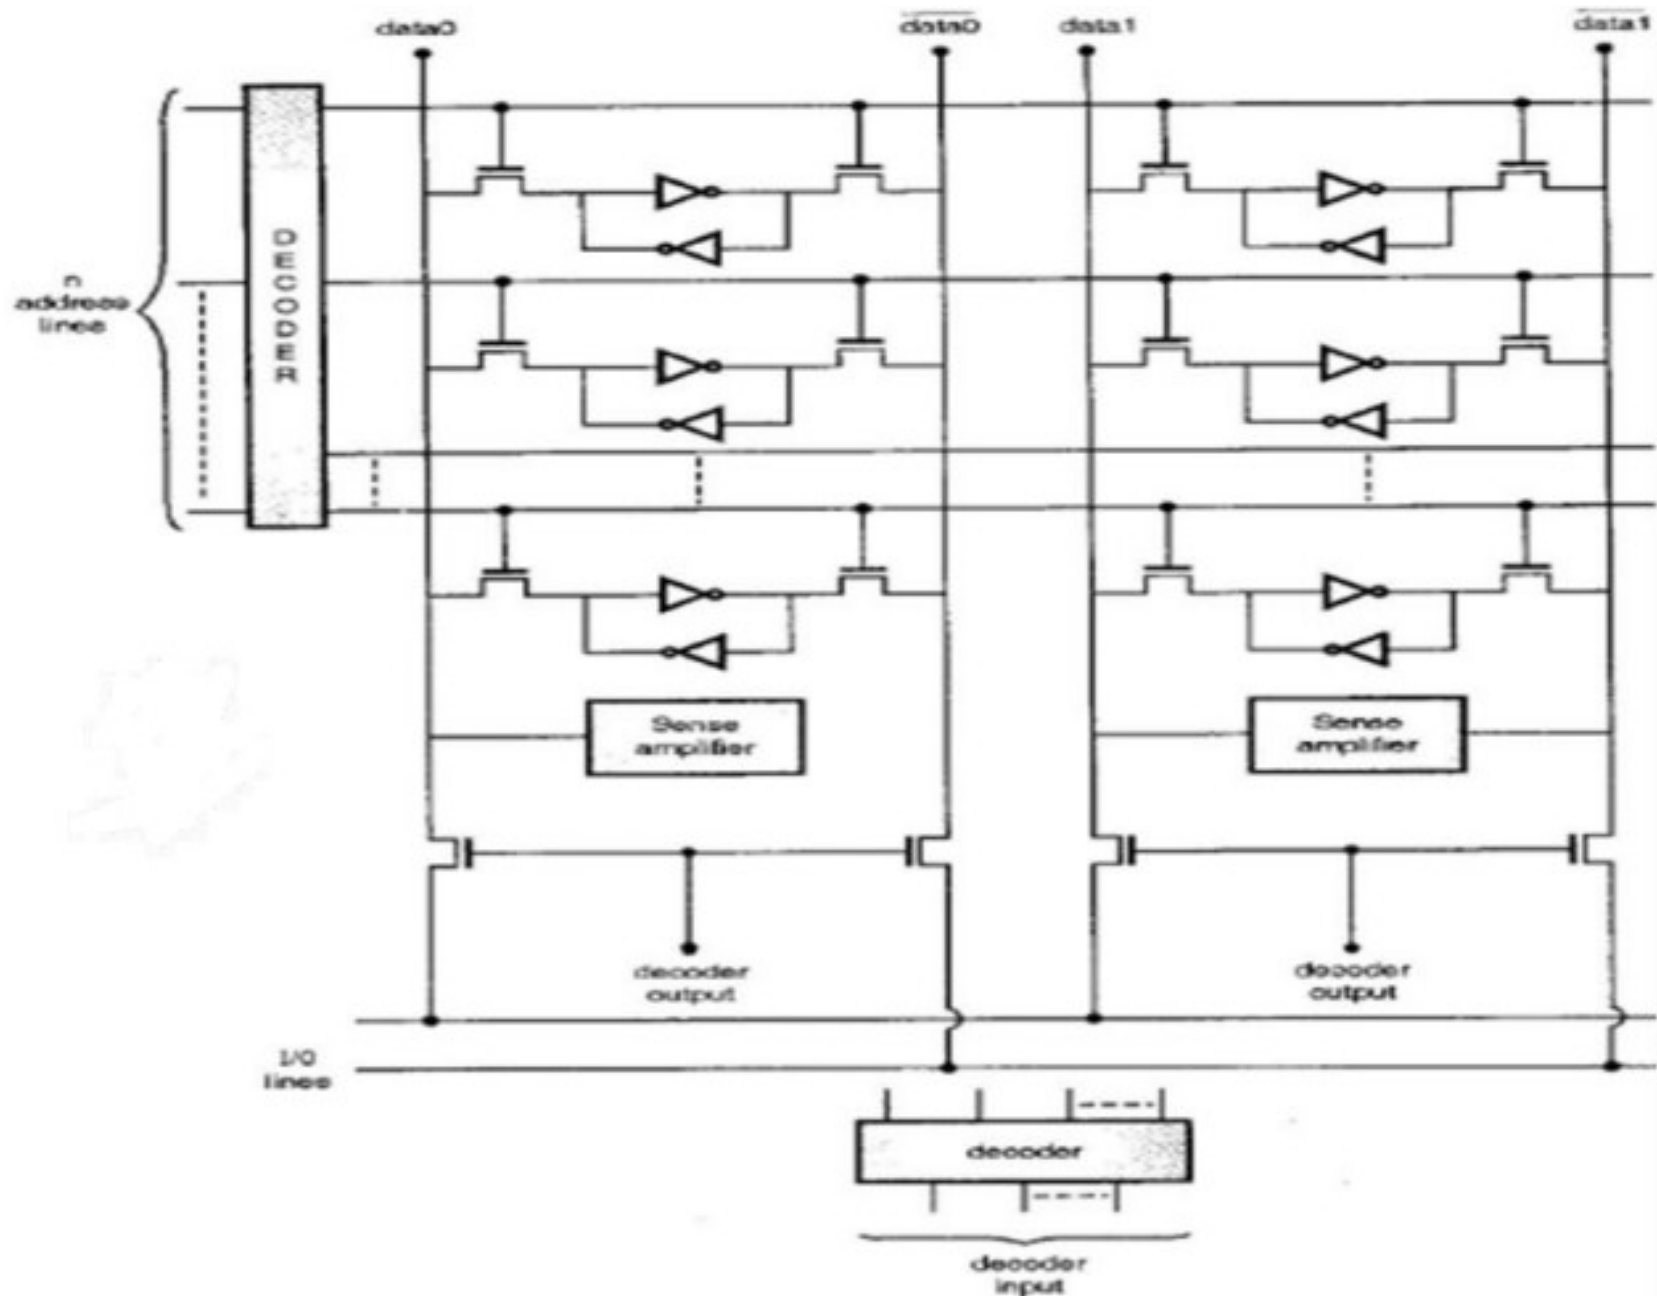 data0
data0
data1
data1
n
address
lines
DECODER
Sense
amplifier
Sense
amplifier
decoder
output
decoder
output
I/O
lines
decoder
decoder
input